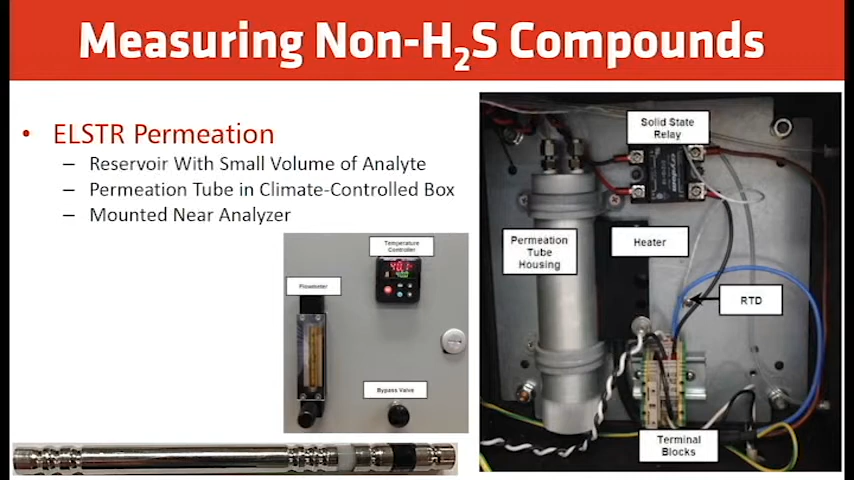 Measuring Non-H₂S Compounds
• ELSTR Permeation
– Reservoir With Small Volume of Analyte
– Permeation Tube in Climate-Controlled Box
– Mounted Near Analyzer
Temperature
Controller
Flowmeter
Bypass Valve
Solid State
Relay
Permeation
Tube
Housing
Heater
RTD
Terminal
Blocks